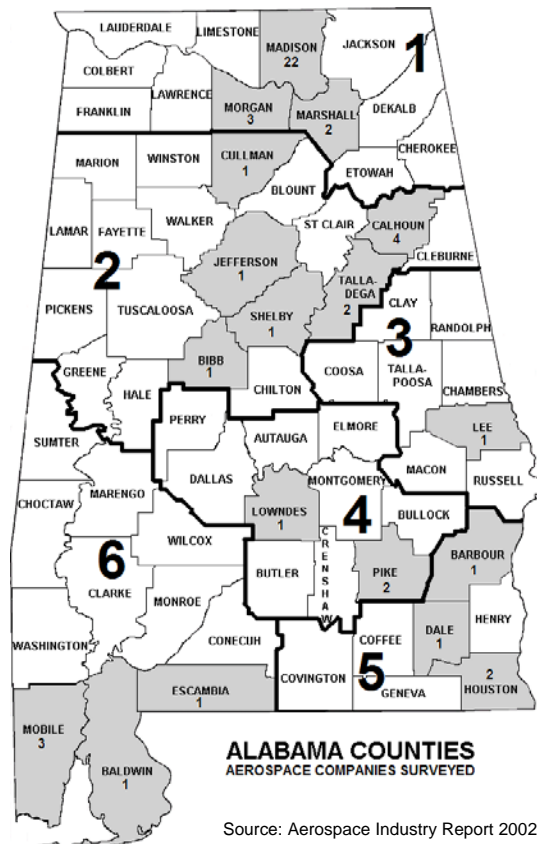 LAUDERDALE
LIMESTONE
MADISON
22
JACKSON
1
COLBERT
LAWRENCE
FRANKLIN
MORGAN
3
MARSHALL
2
DEKALB
CHEROKEE
ETOWAH
MARION
WINSTON
CULLMAN
1
BLOUNT
LAMAR
FAYETTE
WALKER
ST CLAIR
CALHOUN
4
CLEBURNE
2
JEFFERSON
1
TALLA-
DEGA
2
CLAY
RANDOLPH
PICKENS
TUSCALOOSA
SHELBY
1
3
BIBB
1
COOSA
TALLA-
POOSA
CHAMBERS
GREENE
HALE
CHILTON
PERRY
AUTAUGA
ELMORE
LEE
1
SUMTER
DALLAS
MACON
RUSSELL
MONTGOMERY
CHOCTAW
MARENGO
LOWNDES
1
4
BULLOCK
6
WILCOX
BARBOUR
1
CLARKE
BUTLER
C
R
E
N
S
H
A
W
PIKE
2
MONROE
DALE
1
HENRY
WASHINGTON
CONECUH
COFFEE
5
COVINGTON
GENEVA
2
HOUSTON
ESCAMBIA
1
MOBILE
3
BALDWIN
1
ALABAMA COUNTIES
AEROSPACE COMPANIES SURVEYED
Source: Aerospace Industry Report 2002